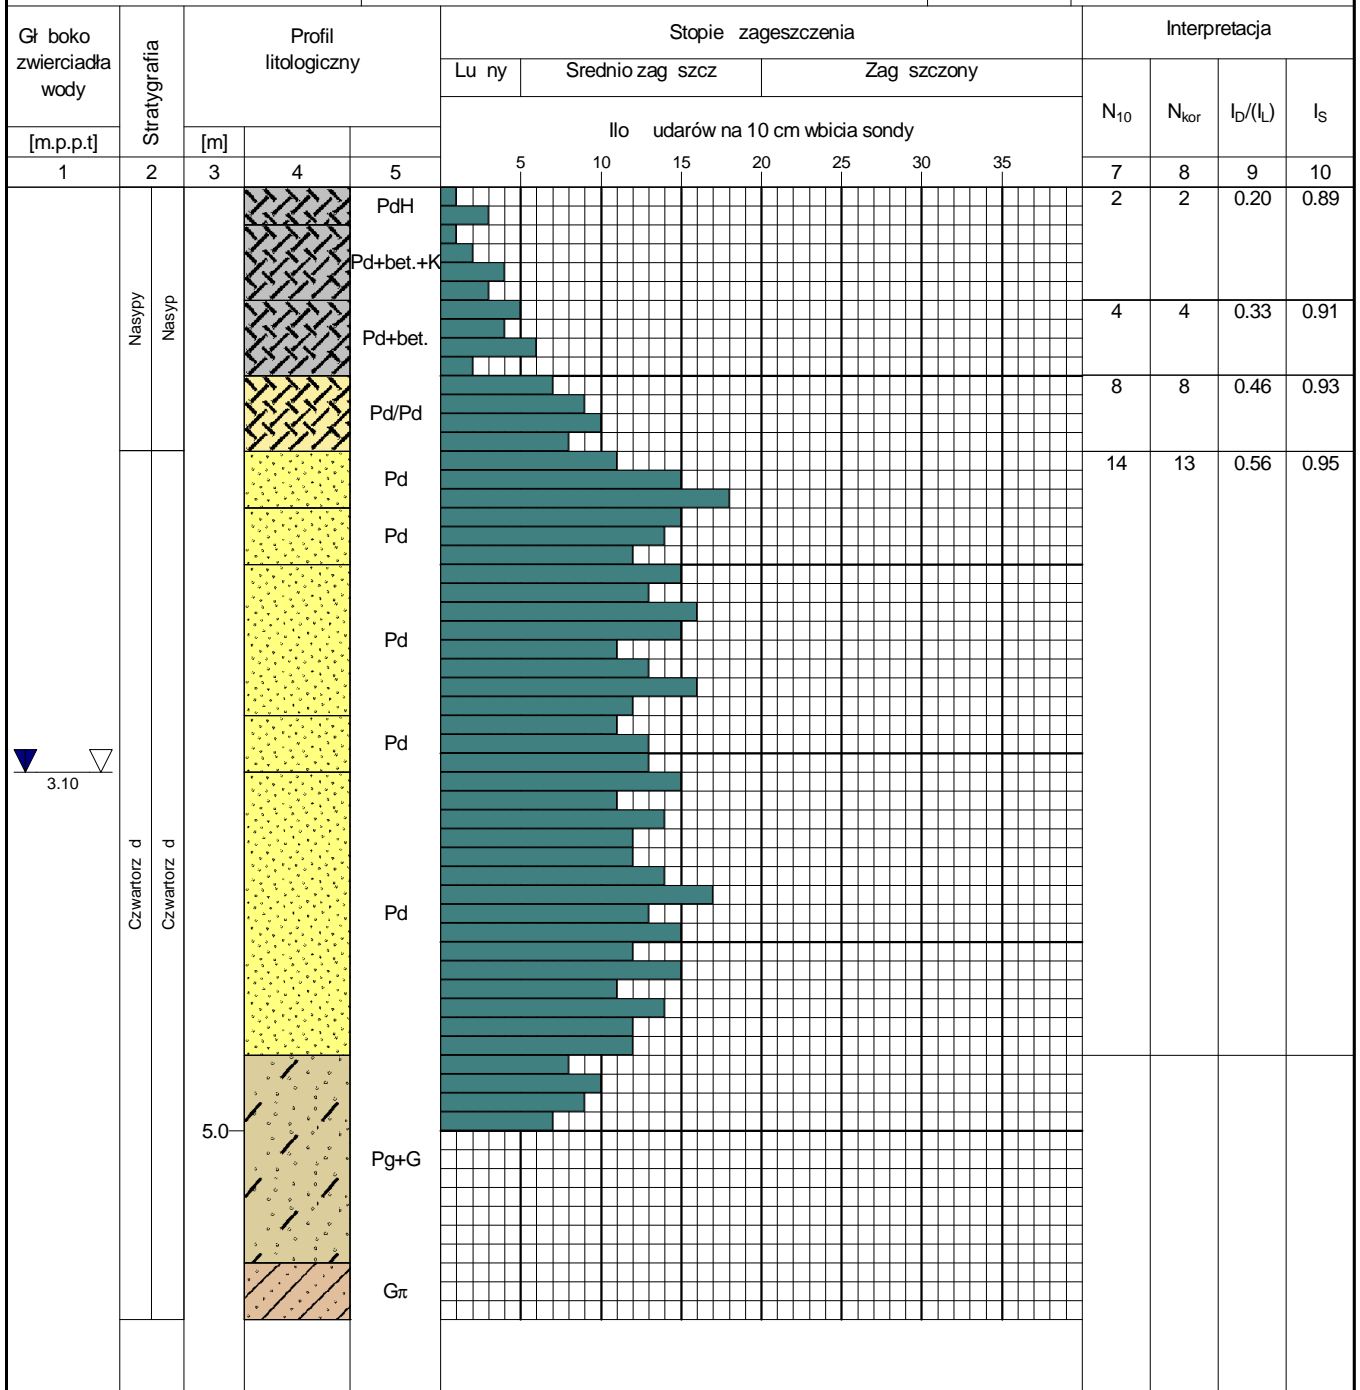 Gł boko
zwierciadła
wody
[m.p.p.t]
Stratygrafia
Profil
litologiczny
[m]
Stopie zageszczenia
Lu ny
Srednio zag szcz
Zag szczony
Ilo udarów na 10 cm wbicia sondy
5 10 15 20 25 30 35
Interpretacja
N10 Nkor ID/(IL) IS
1 2 3 4 5 7 8 9 10
PdH
2 2 0.20 0.89
Pd+bet.+K
Nasypy
Nasyp
4 4 0.33 0.91
Pd+bet.
8 8 0.46 0.93
Pd/Pd
14 13 0.56 0.95
Pd
Pd
Pd
Pd
3.10
Czwartorz d
Czwartorz d
Pd
5.0
Pg+G
Gπ